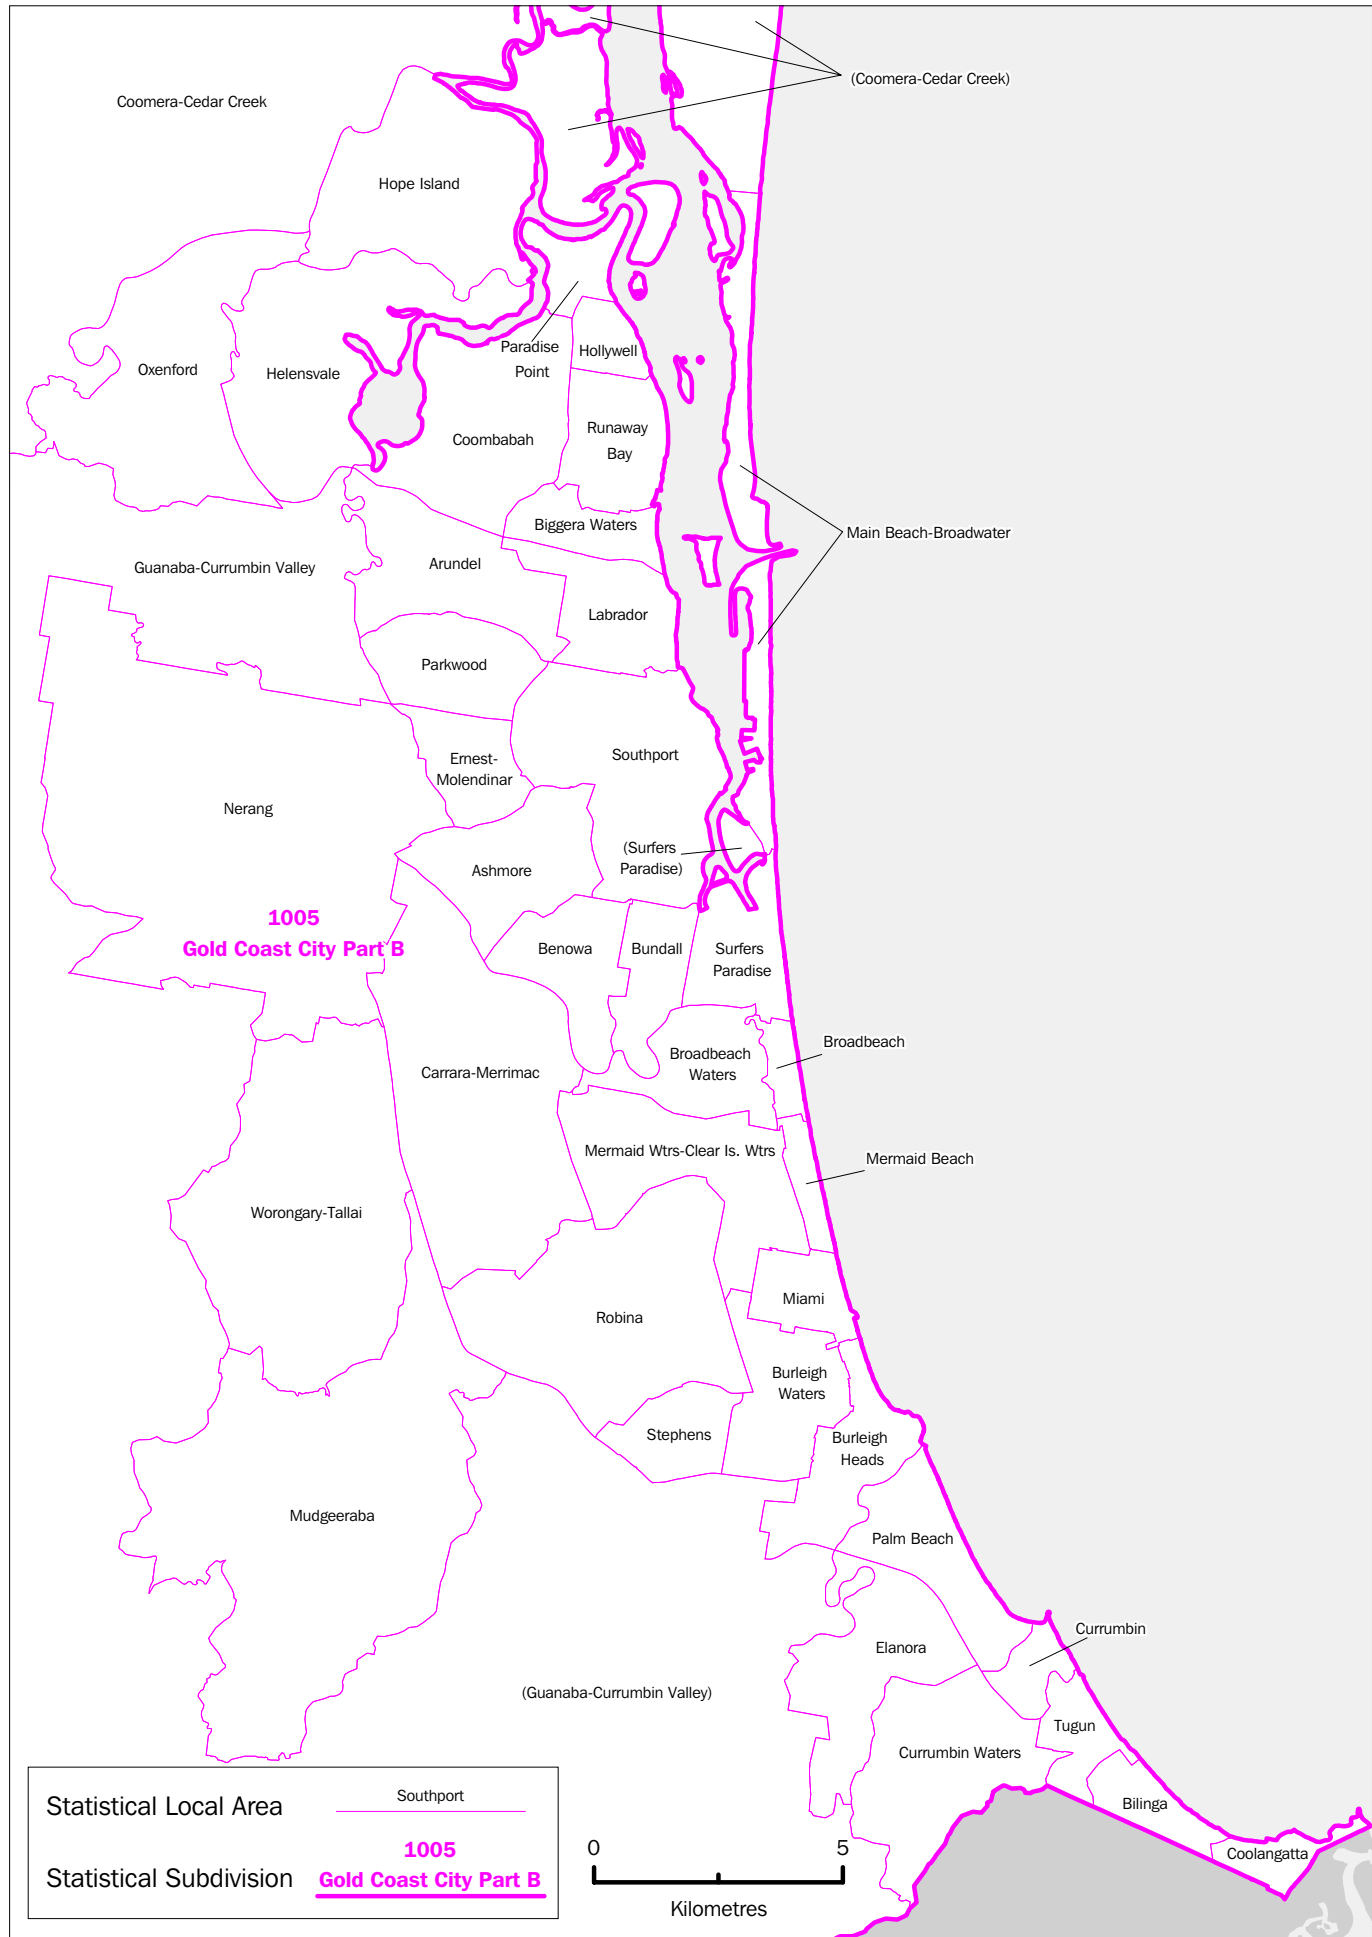 (Coomera-Cedar Creek)
Coomera-Cedar Creek
Hope Island
Paradise
Point
Hollywell
Oxenford
Helensvale
Runaway
Bay
Coombabah
Biggera Waters
Main Beach-Broadwater
Guanaba-Currumbin Valley
Arundel
Labrador
Parkwood
Southport
Ernest-
Molendinar
Nerang
(Surfers
Paradise)
Ashmore
1005
Gold Coast City Part B
Benowa
Bundall
Surfers
Paradise
Broadbeach
Broadbeach
Waters
Carrara-Merrimac
Mermaid Wtrs-Clear Is. Wtrs
Mermaid Beach
Worongary-Tallai
Miami
Robina
Burleigh
Waters
Stephens
Burleigh
Heads
Mudgeeraba
Palm Beach
Currumbin
Elanora
(Guanaba-Currumbin Valley)
Tugun
Currumbin Waters
Bilinga
Coolangatta
Statistical Local Area
Southport
Statistical Subdivision
1005
Gold Coast City Part B
0
5
Kilometres